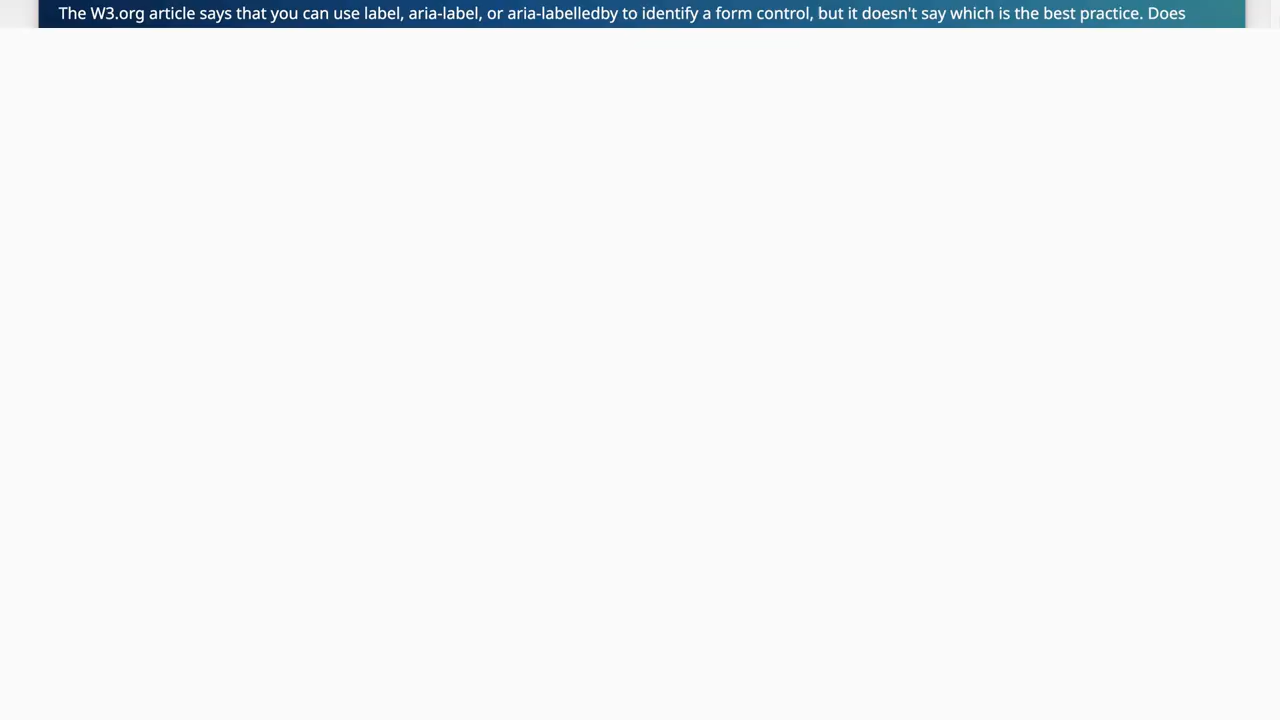 The W3.org article says that you can use label, aria-label, or aria-labelledby to identify a form control, but it doesn't say which is the best practice. Does